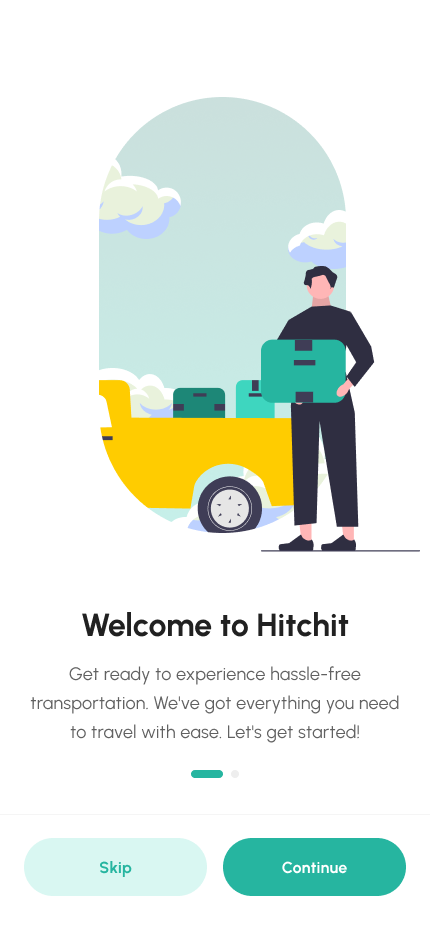 Welcome to Hitchit
Get ready to experience hassle-free
transportation. We've got everything you need
to travel with ease. Let's get started!
Skip
Continue